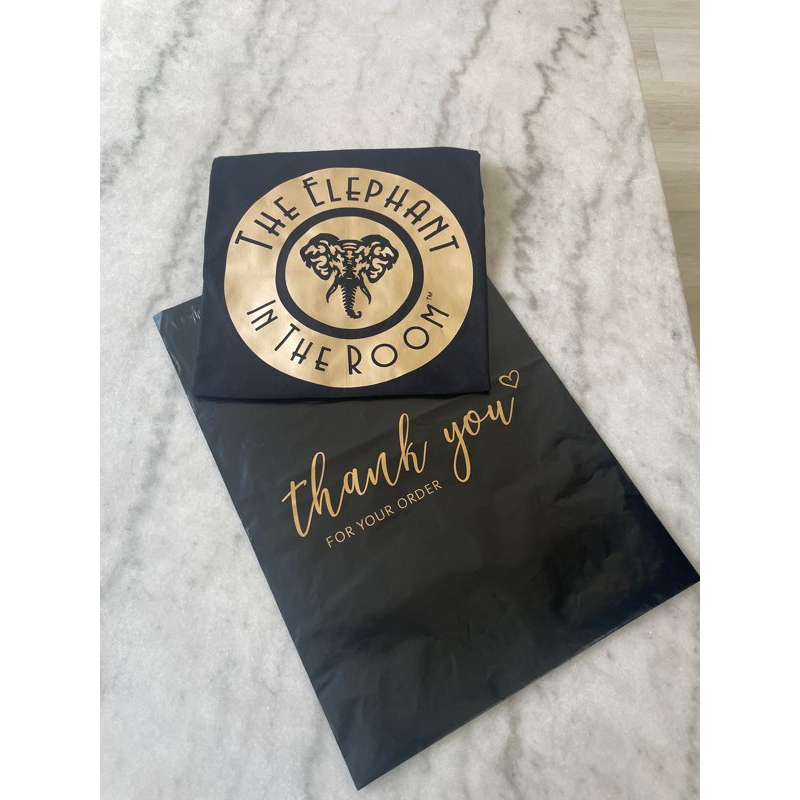 The Elephant
In The Room™
thank you
FOR YOUR ORDER